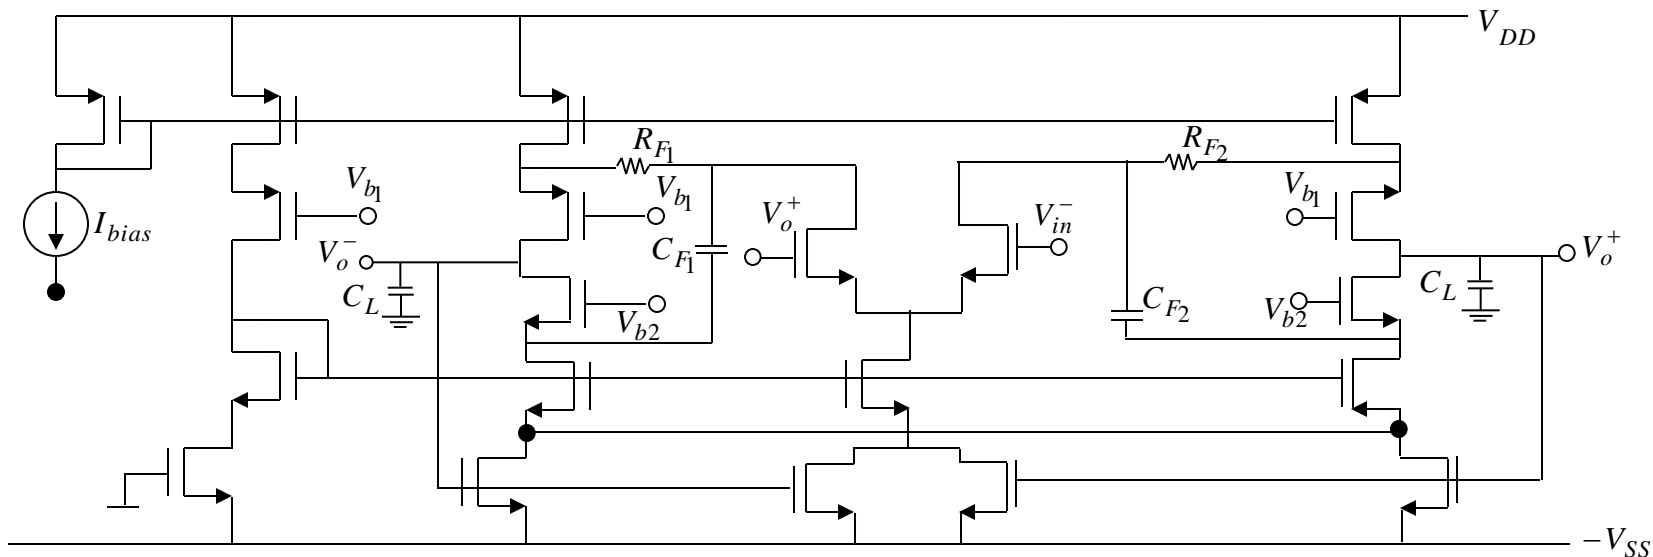 V_DD
R_F1
R_F2
V_b1
V_b1
V_b1
V_o^+
V_in^-
I_bias
V_o^-
C_F1
V_o^+
C_L
C_L
C_F2
V_b2
V_b2
-V_SS